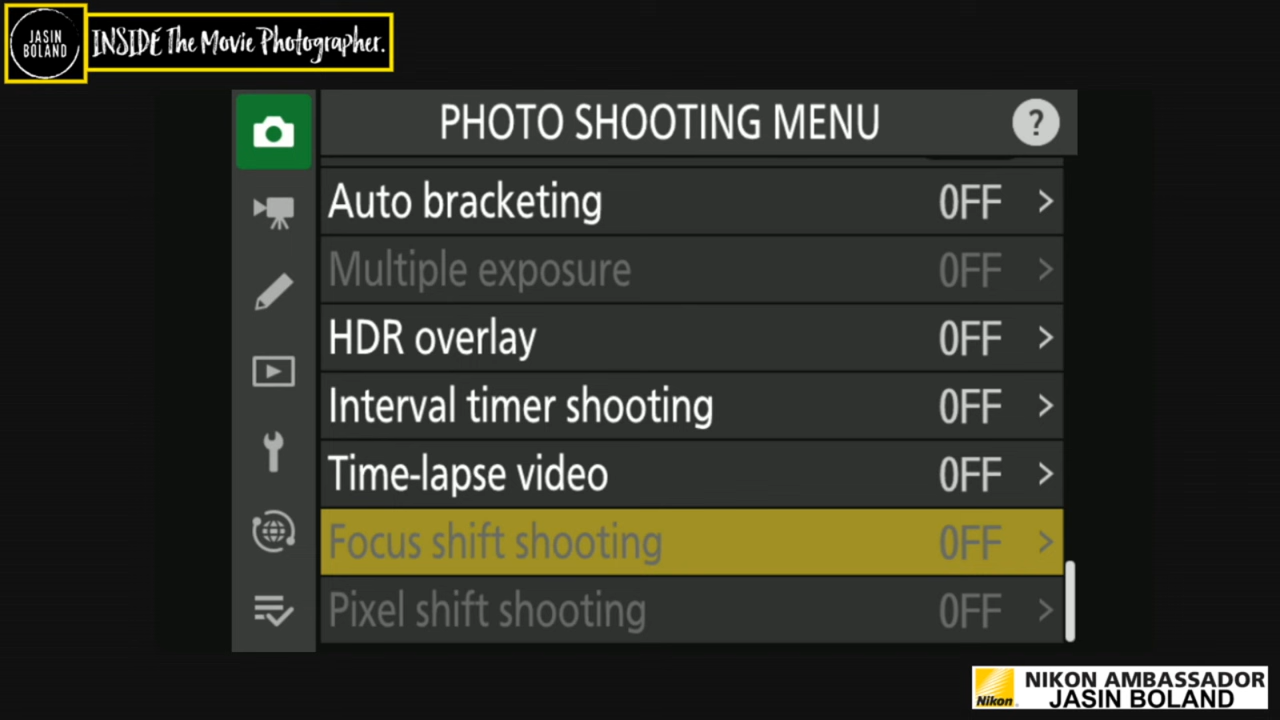 JASIN
BOLAND
INSIDE The Movie Photographer.
PHOTO SHOOTING MENU ?
Auto bracketing OFF >
Multiple exposure OFF >
HDR overlay OFF >
Interval timer shooting OFF >
Time-lapse video OFF >
Focus shift shooting OFF >
Pixel shift shooting OFF >
Nikon
NIKON AMBASSADOR
JASIN BOLAND